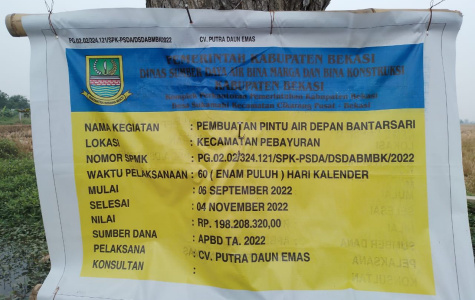 PG.02.02/324.121/SPK-PSDA/DSDABMBK/2022 CV. PUTRA DAUN EMAS
PEMERINTAH KABUPATEN BEKASI
DINAS SUMBER DAYA AIR BINA MARGA DAN BINA KONSTRUKSI
KABUPATEN BEKASI
NAMA KEGIATAN : PEMBUATAN PINTU AIR DEPAN BANTARSARI
LOKASI : KECAMATAN PEBAYURAN
NOMOR SPMK : PG.02.02/324.121/SPK-PSDA/DSDABMBK/2022
WAKTU PELAKSANAAN : 60 ( ENAM PULUH ) HARI KALENDER
MULAI : 06 SEPTEMBER 2022
SELESAI : 04 NOVEMBER 2022
NILAI : RP. 198.208.320,00
SUMBER DANA : APBD TA. 2022
PELAKSANA : CV. PUTRA DAUN EMAS
KONSULTAN :